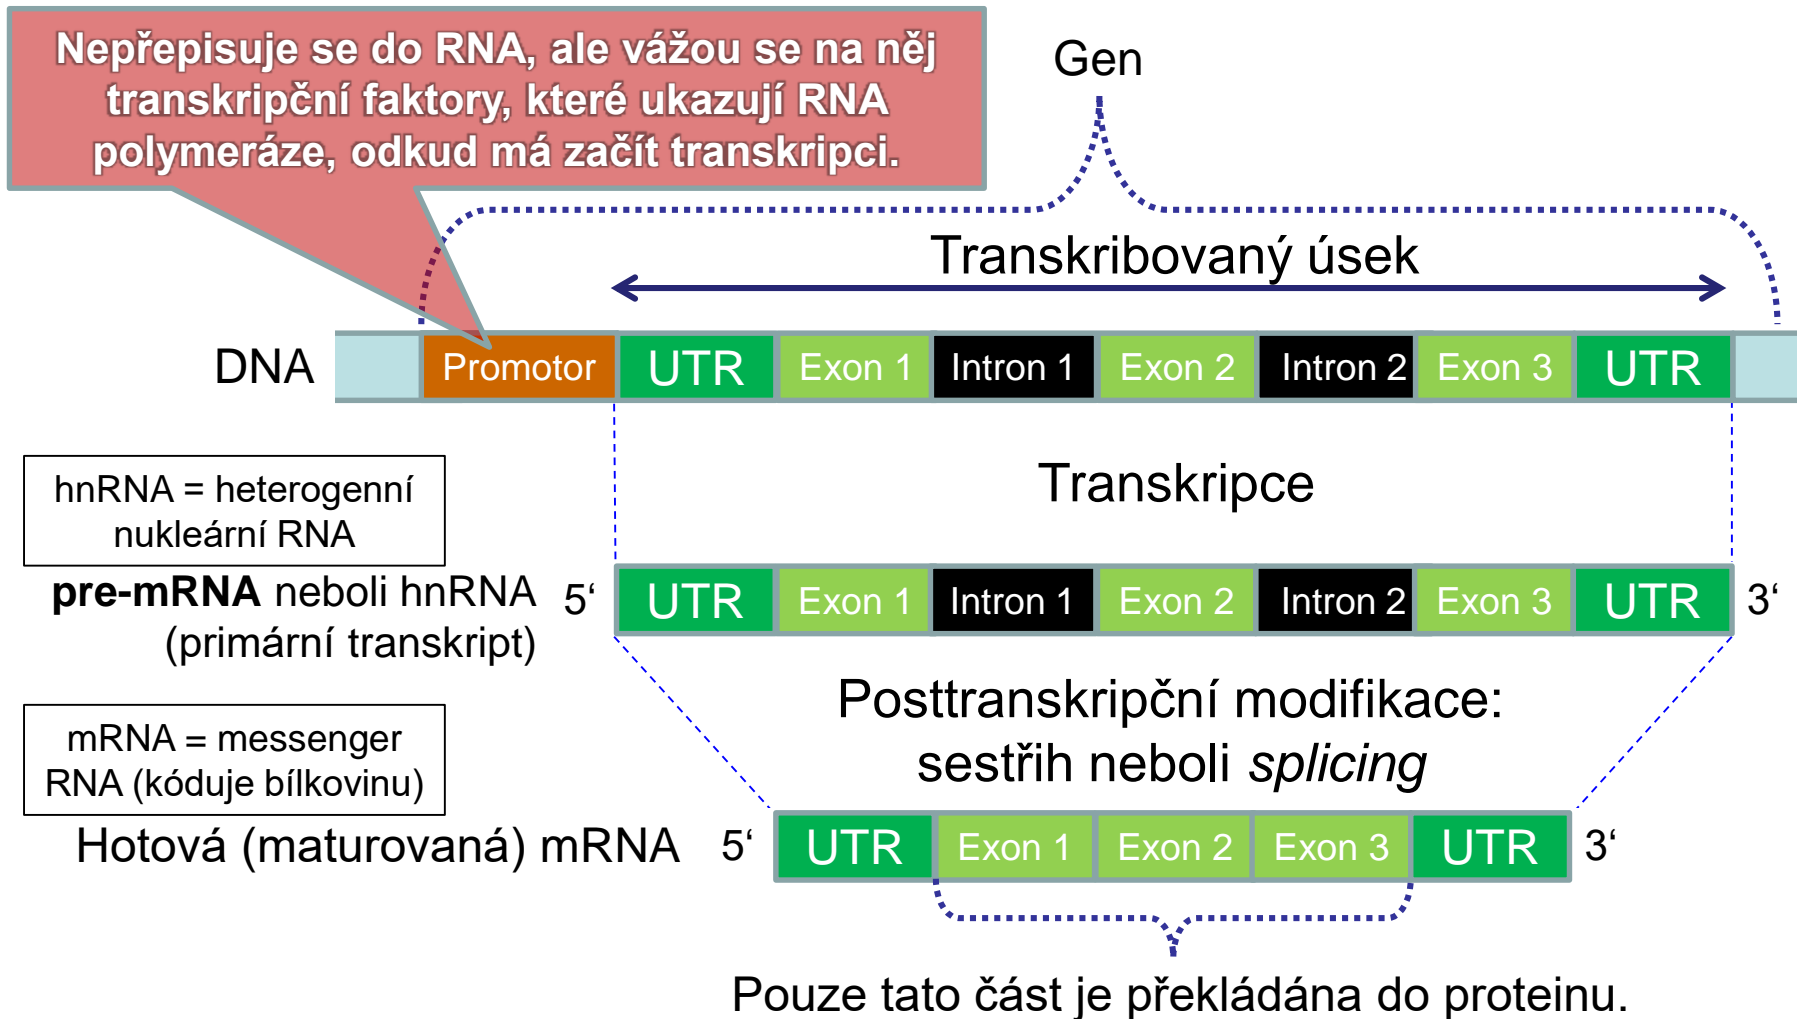 Nepřepisuje se do RNA, ale vážou se na něj
transkripční faktory, které ukazují RNA
polymeráze, odkud má začít transkripci.
Gen
Transkribovaný úsek
DNA
Promotor UTR Exon 1 Intron 1 Exon 2 Intron 2 Exon 3 UTR
Transkripce
hnRNA = heterogenní
nukleární RNA
pre-mRNA neboli hnRNA
(primární transkript)
5‘ UTR Exon 1 Intron 1 Exon 2 Intron 2 Exon 3 UTR 3‘
Posttranskripční modifikace:
sestřih neboli splicing
mRNA = messenger
RNA (kóduje bílkovinu)
Hotová (maturovaná) mRNA 5‘ UTR Exon 1 Exon 2 Exon 3 UTR 3‘
Pouze tato část je překládána do proteinu.